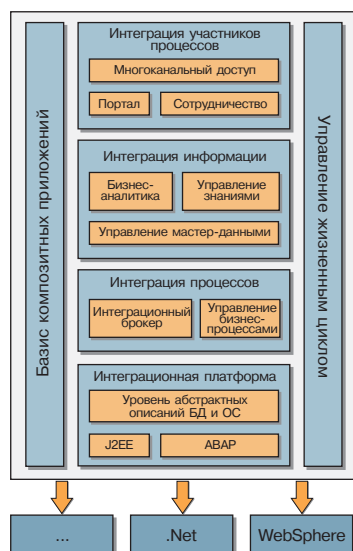 Базис композитных приложений
Интеграция участников
процессов
Многоканальный доступ
Портал
Сотрудничество
Интеграция информации
Бизнес-
аналитика
Управление
знаниями
Управление мастер-данными
Интеграция процессов
Интеграционный
брокер
Управление
бизнес-
процессами
Интеграционная платформа
Уровень абстрактных
описаний БД и ОС
J2EE
ABAP
Управление жизненным циклом
...
.Net
WebSphere